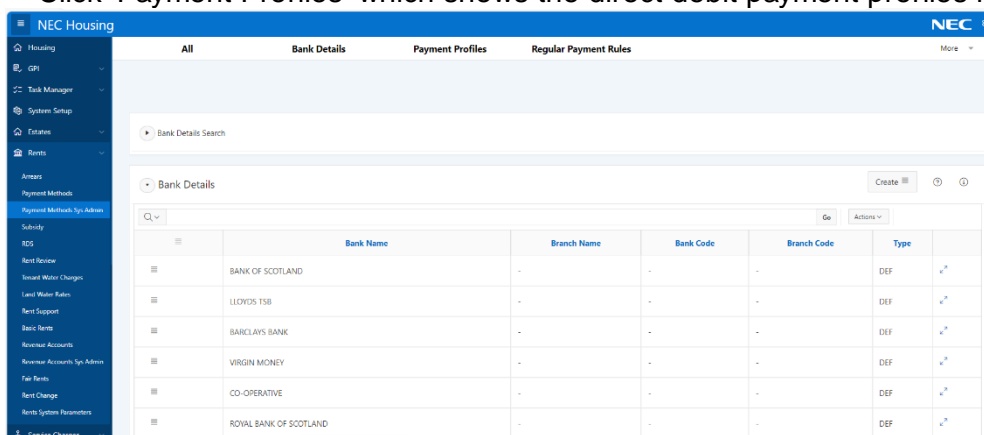 Click 'Payment Profiles' which shows the direct debit payment profiles
NEC Housing
NEC
Housing
GPI
Task Manager
System Setup
Estates
Rents
Arrears
Payment Methods
Payment Methods Sys Admin
Subsidy
RDS
Rent Review
Tenant Water Charges
Land Water Rates
Rent Support
Basic Rents
Revenue Accounts
Revenue Accounts Sys Admin
Fair Rents
Rent Change
Rents System Parameters
Service Charges
All Bank Details Payment Profiles Regular Payment Rules More
Bank Details Search
Bank Details Create
Go Actions
Bank Name Branch Name Bank Code Branch Code Type
BANK OF SCOTLAND - - - DEF
LLOYDS TSB - - - DEF
BARCLAYS BANK - - - DEF
VIRGIN MONEY - - - DEF
CO-OPERATIVE - - - DEF
ROYAL BANK OF SCOTLAND - - - DEF